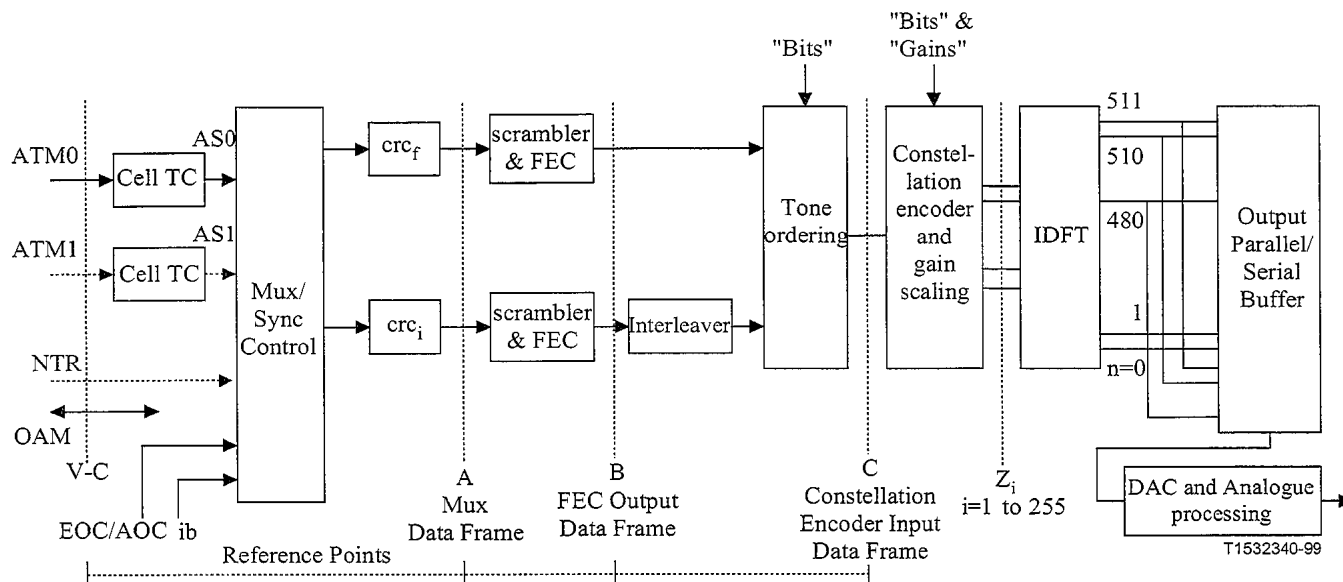 "Bits"
"Bits" &
"Gains"
ATM0
Cell TC
AS0
ATM1
Cell TC
AS1
NTR
OAM
V-C
EOC/AOC ib
Mux/
Sync
Control
crcf
crci
scrambler
& FEC
scrambler
& FEC
Interleaver
Tone
ordering
Constel-
lation
encoder
and
gain
scaling
IDFT
511
510
480
1
n=0
Output
Parallel/
Serial
Buffer
DAC and Analogue
processing
T1532340-99
A
Mux
Data Frame
B
FEC Output
Data Frame
C
Constellation
Encoder Input
Data Frame
Zi
i=1 to 255
Reference Points